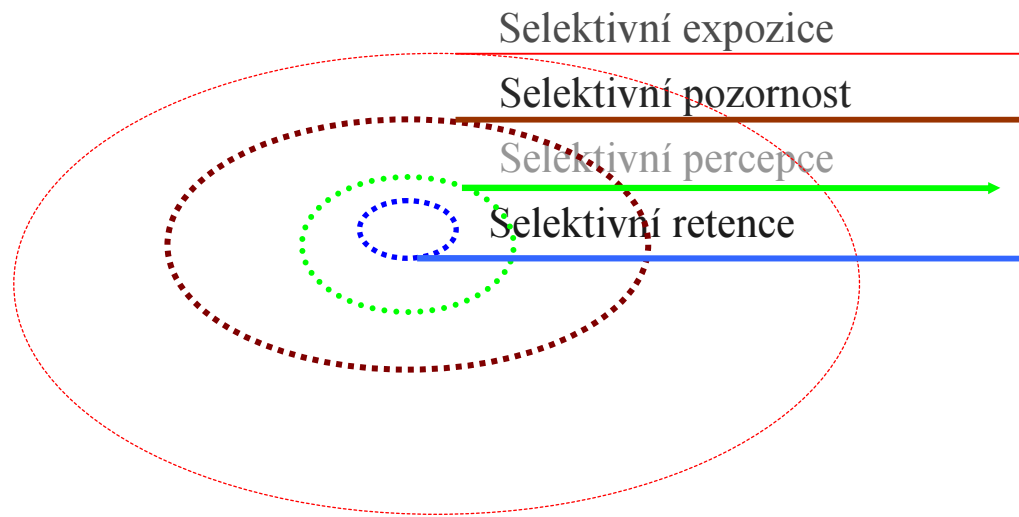 Selektivní expozice
Selektivní pozornost
Selektivní percepce
Selektivní retence